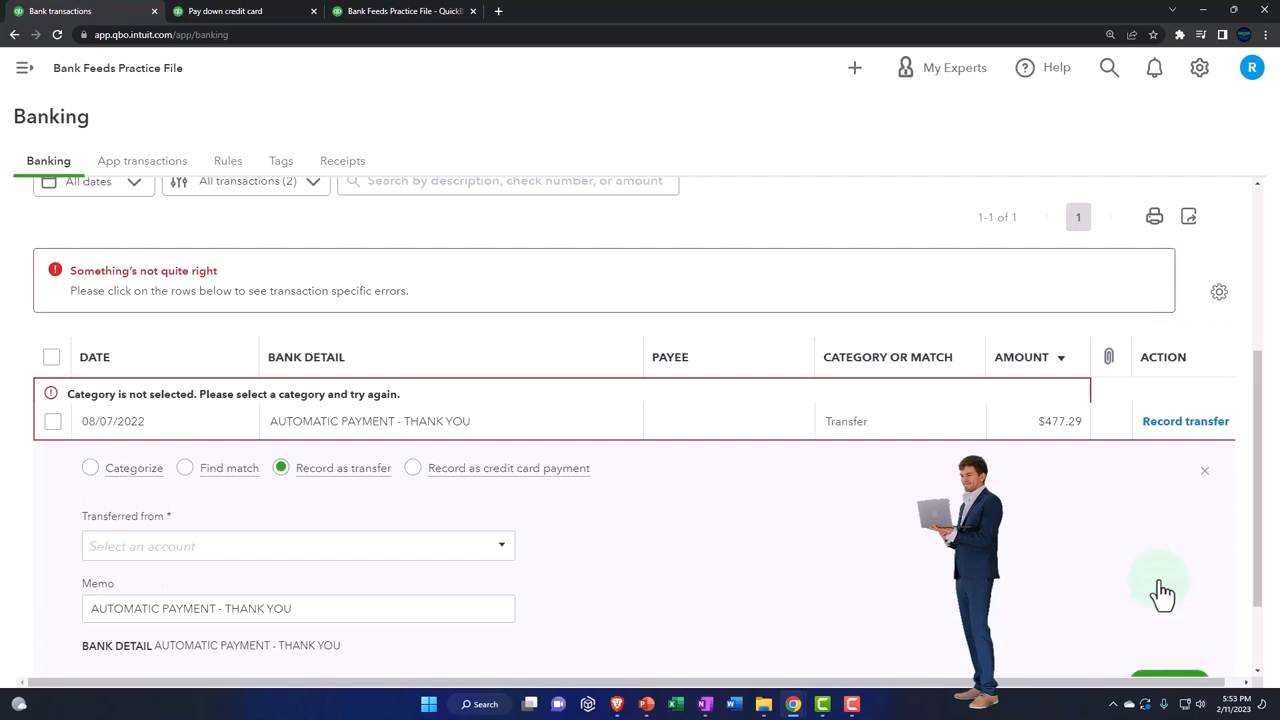 Bank transactions
Pay down credit card
Bank Feeds Practice File - QuickB
app.qbo.intuit.com/app/banking
Bank Feeds Practice File
My Experts
Help
R
Banking
Banking App transactions Rules Tags Receipts
All dates
All transactions (2)
Search by description, check number, or amount
1-1 of 1
1
Something's not quite right
Please click on the rows below to see transaction specific errors.
DATE BANK DETAIL PAYEE CATEGORY OR MATCH AMOUNT ACTION
Category is not selected. Please select a category and try again.
08/07/2022 AUTOMATIC PAYMENT - THANK YOU Transfer $477.29 Record transfer
Categorize Find match Record as transfer Record as credit card payment
Transferred from *
Select an account
Memo
AUTOMATIC PAYMENT - THANK YOU
BANK DETAIL AUTOMATIC PAYMENT - THANK YOU
Search
5:53 PM
2/11/2023